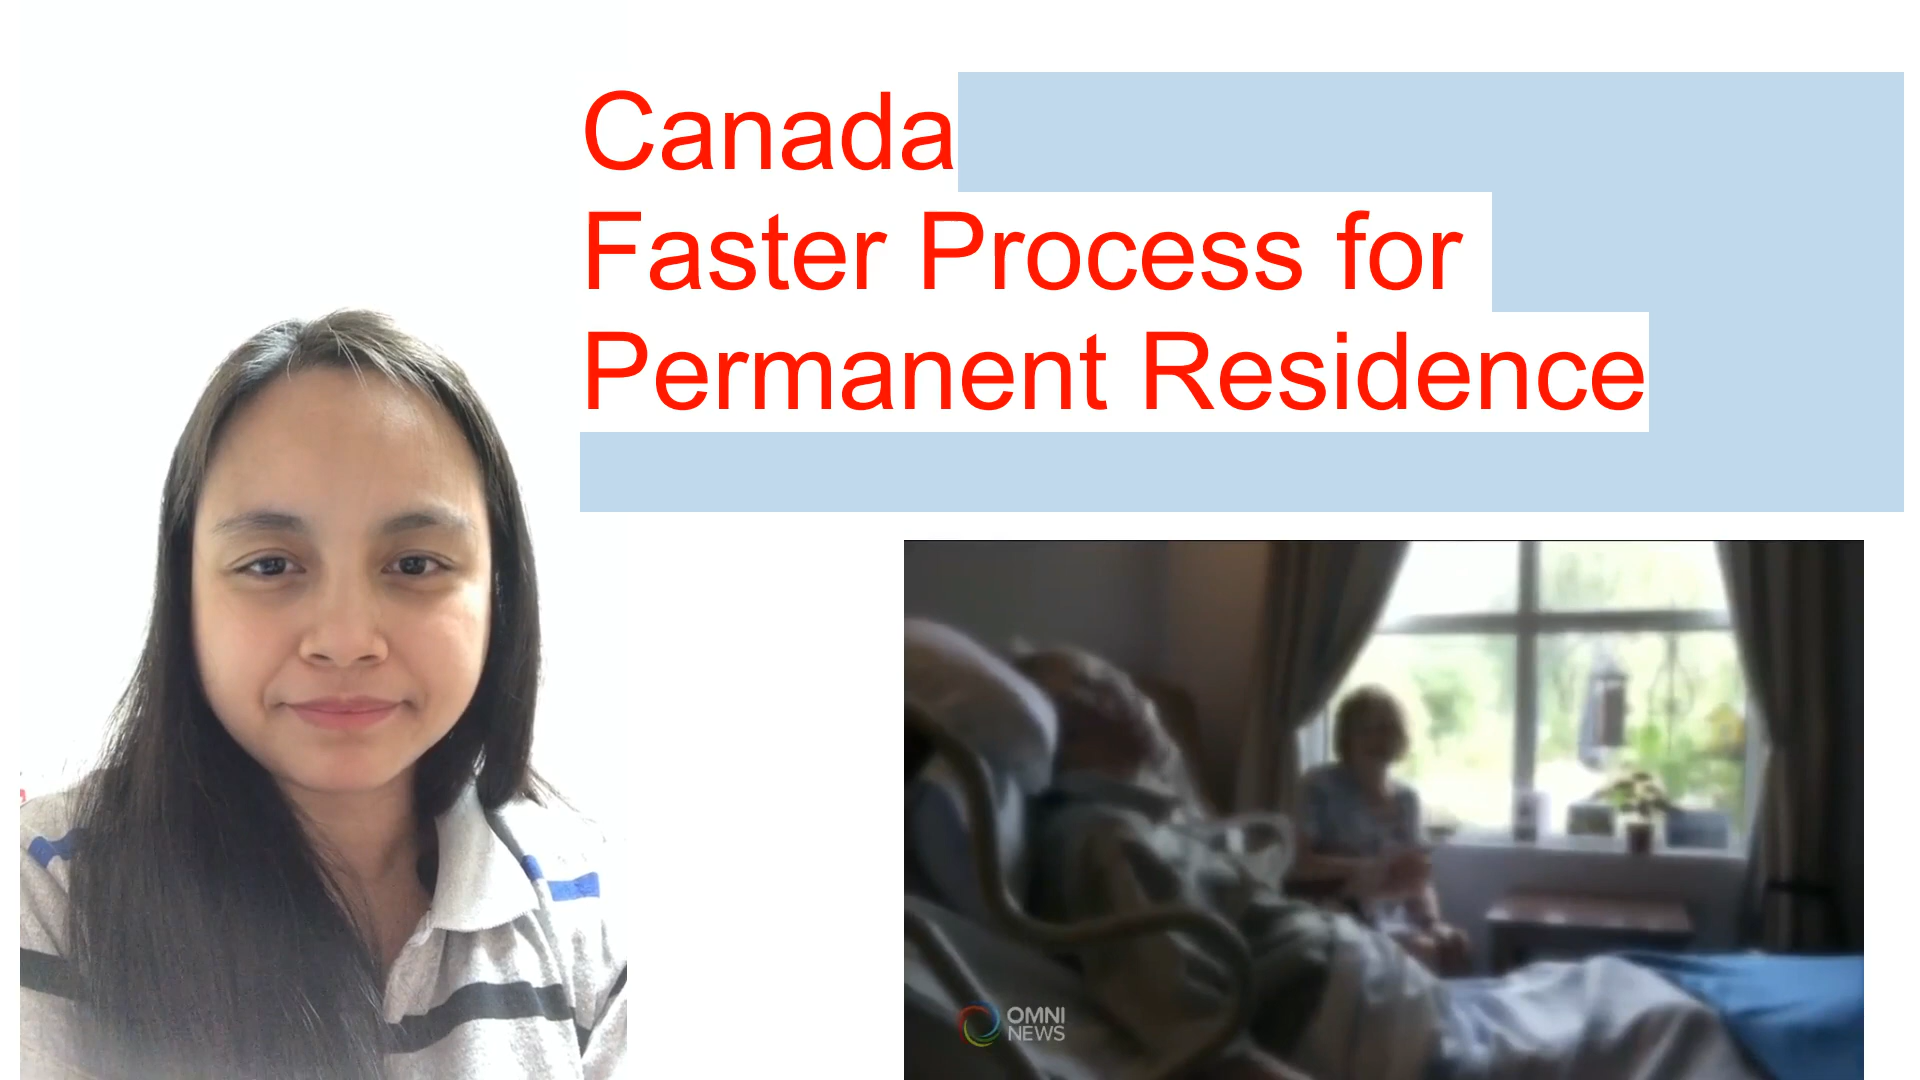 Canada
Faster Process for
Permanent Residence
OMNI
NEWS